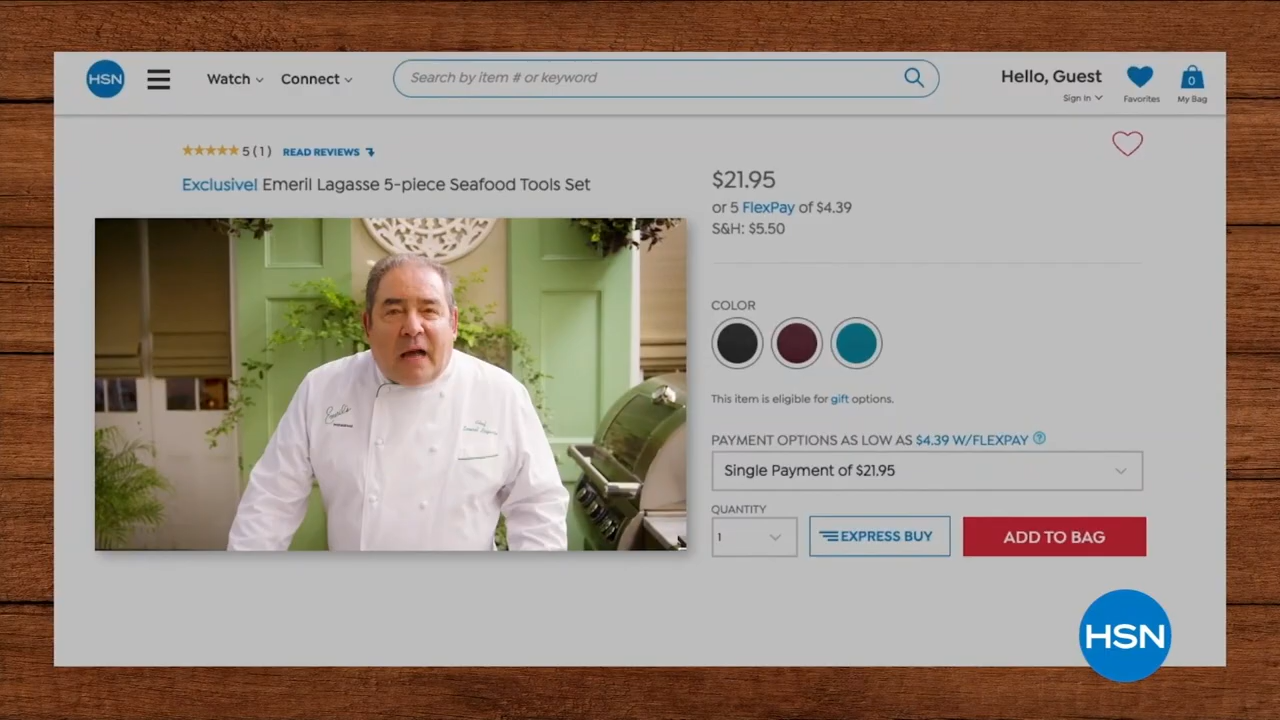 HSN
Watch
Connect
Search by item # or keyword
Hello, Guest
Sign In
Favorites
0
My Bag
5 (1)
READ REVIEWS
Exclusive! Emeril Lagasse 5-piece Seafood Tools Set
$21.95
or 5 FlexPay of $4.39
S&H: $5.50
COLOR
This item is eligible for gift options.
PAYMENT OPTIONS AS LOW AS $4.39 W/FLEXPAY ?
Single Payment of $21.95
QUANTITY
1
EXPRESS BUY
ADD TO BAG
Emeril's
HSN